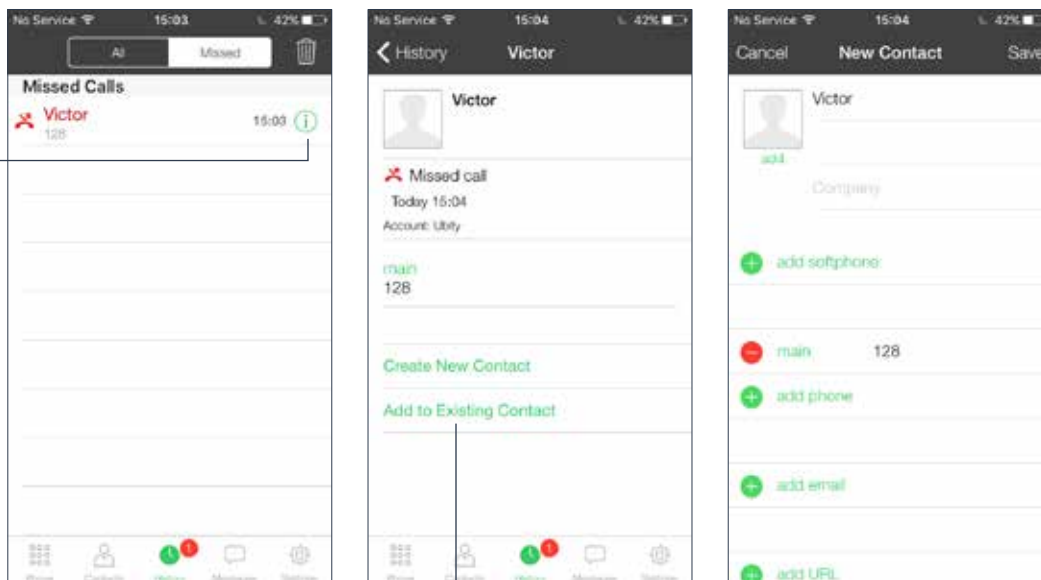 No Service 15:03 42%
All Missed
Missed Calls
Victor 15:03
128
No Service 15:04 42%
History Victor
Victor
Missed call
Today 15:04
Account: Ubity
main
128
Create New Contact
Add to Existing Contact
1
1
No Service 15:04 42%
Cancel New Contact Save
Victor
add
Company
add softphone
main 128
add phone
add email
add URL